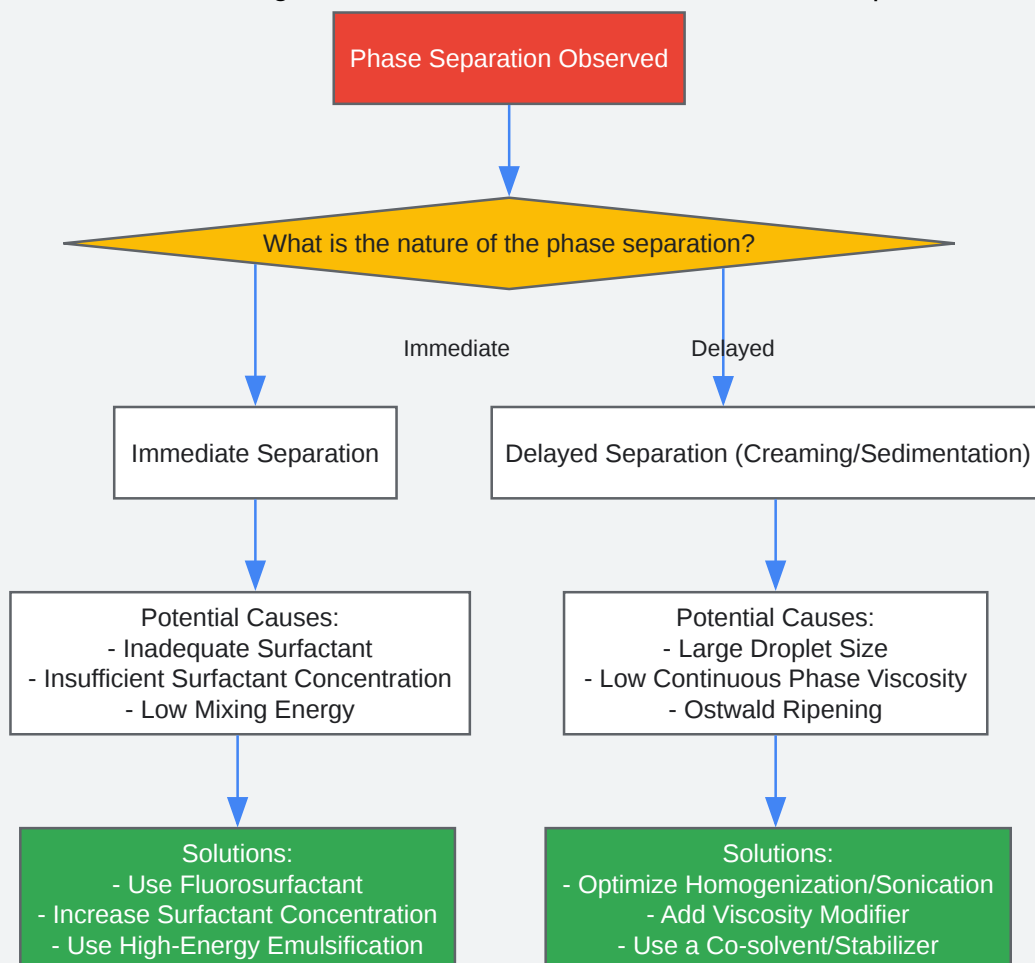 Phase Separation Observed
What is the nature of the phase separation?
Immediate
Delayed
Immediate Separation
Delayed Separation (Creaming/Sedimentation)
Potential Causes:
- Inadequate Surfactant
- Insufficient Surfactant Concentration
- Low Mixing Energy
Potential Causes:
- Large Droplet Size
- Low Continuous Phase Viscosity
- Ostwald Ripening
Solutions:
- Use Fluorosurfactant
- Increase Surfactant Concentration
- Use High-Energy Emulsification
Solutions:
- Optimize Homogenization/Sonication
- Add Viscosity Modifier
- Use a Co-solvent/Stabilizer